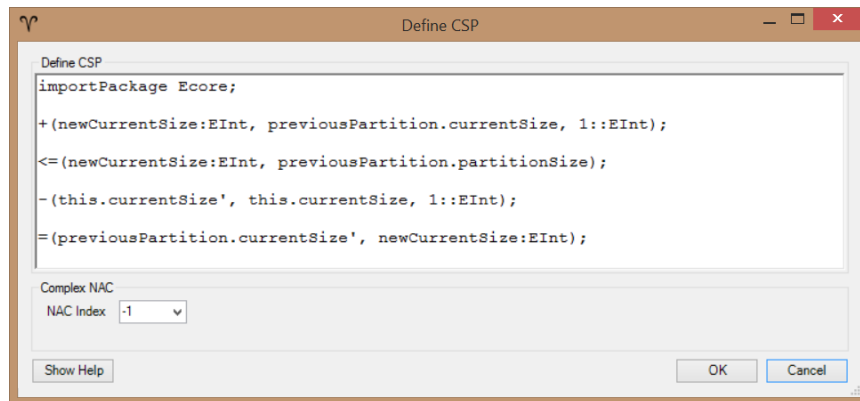 Define CSP
Define CSP
importPackage Ecore;
+(newCurrentSize:EInt, previousPartition.currentSize, 1::EInt);
<=(newCurrentSize:EInt, previousPartition.partitionSize);
-(this.currentSize', this.currentSize, 1::EInt);
=(previousPartition.currentSize', newCurrentSize:EInt);
Complex NAC
NAC Index -1
Show Help OK Cancel